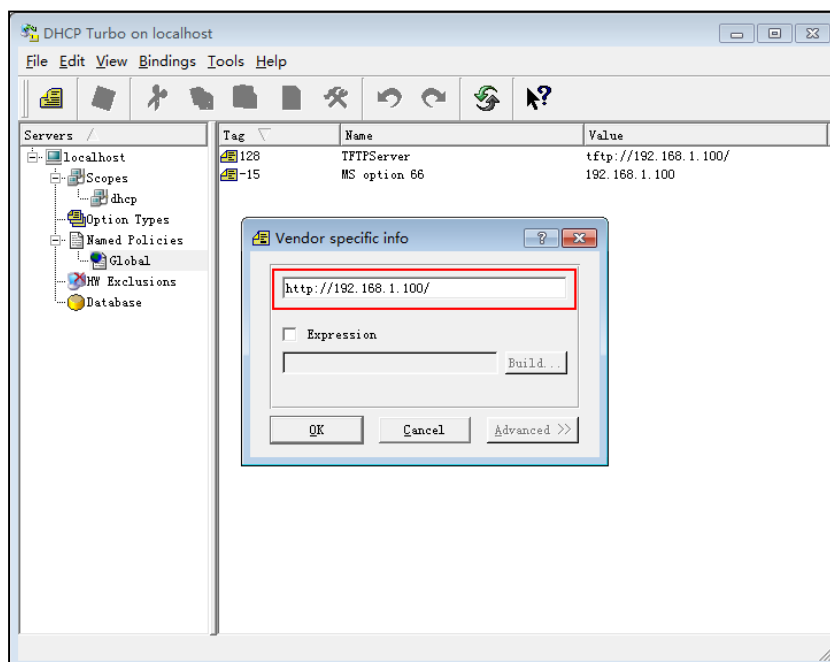 DHCP Turbo on localhost
File Edit View Bindings Tools Help
Servers
Tag Name Value
localhost
Scopes
dhcp
Option Types
Named Policies
Global
HW Exclusions
Database
128 TFTPServer tftp://192.168.1.100/
-15 MS option 66 192.168.1.100
Vendor specific info
http://192.168.1.100/
Expression
Build...
OK Cancel Advanced >>